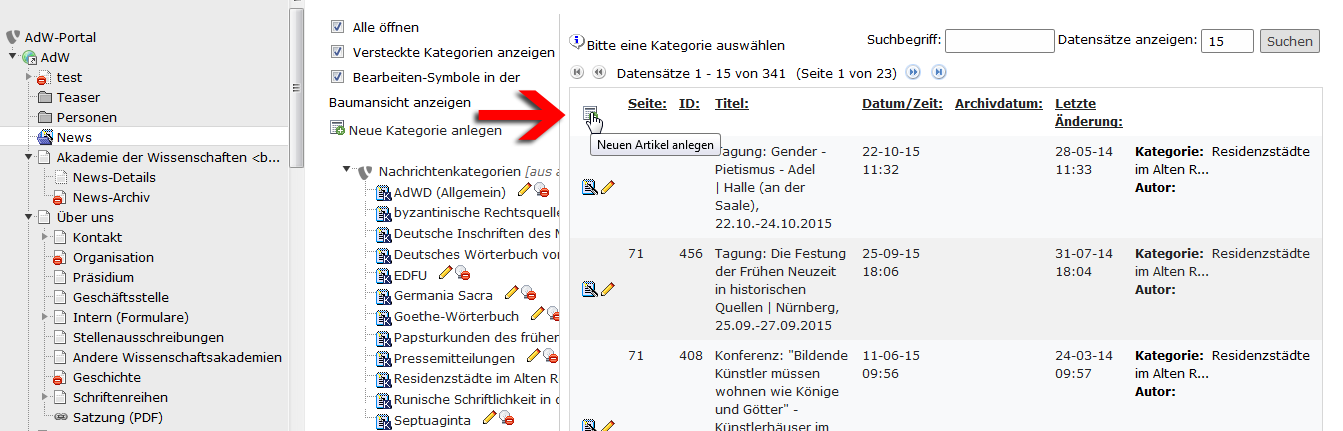 AdW-Portal
AdW
test
Teaser
Personen
News
Akademie der Wissenschaften <b...
News-Details
News-Archiv
Über uns
Kontakt
Organisation
Präsidium
Geschäftsstelle
Intern (Formulare)
Stellenausschreibungen
Andere Wissenschaftsakademien
Geschichte
Schriftenreihen
Satzung (PDF)
Alle öffnen
Versteckte Kategorien anzeigen
Bearbeiten-Symbole in der
Baumansicht anzeigen
Neue Kategorie anlegen
Nachrichtenkategorien [aus
AdWD (Allgemein)
byzantinische Rechtsquelle
Deutsche Inschriften des M
Deutsches Wörterbuch vo
EDFU
Germania Sacra
Goethe-Wörterbuch
Papsturkunden des früher
Pressemitteilungen
Residenzstädte im Alten R
Runische Schriftlichkeit in
Septuaginta
Bitte eine Kategorie auswählen
Suchbegriff: Datensätze anzeigen: 15 Suchen
Datensätze 1 - 15 von 341 (Seite 1 von 23)
Seite: ID: Titel: Datum/Zeit: Archivdatum: Letzte
Änderung:
Neuen Artikel anlegen
Tagung: Gender - 22-10-15 28-05-14 Kategorie: Residenzstädte
Pietismus - Adel 11:32 11:33 im Alten R...
| Halle (an der Autor:
Saale),
22.10.-24.10.2015
71 456 Tagung: Die Festung 25-09-15 31-07-14 Kategorie: Residenzstädte
der Frühen Neuzeit 18:06 18:04 im Alten R...
in historischen Autor:
Quellen | Nürnberg,
25.09.-27.09.2015
71 408 Konferenz: "Bildende 11-06-15 24-03-14 Kategorie: Residenzstädte
Künstler müssen 09:56 09:57 im Alten R...
wohnen wie Könige Autor:
und Götter" -
Künstlerhäuser im